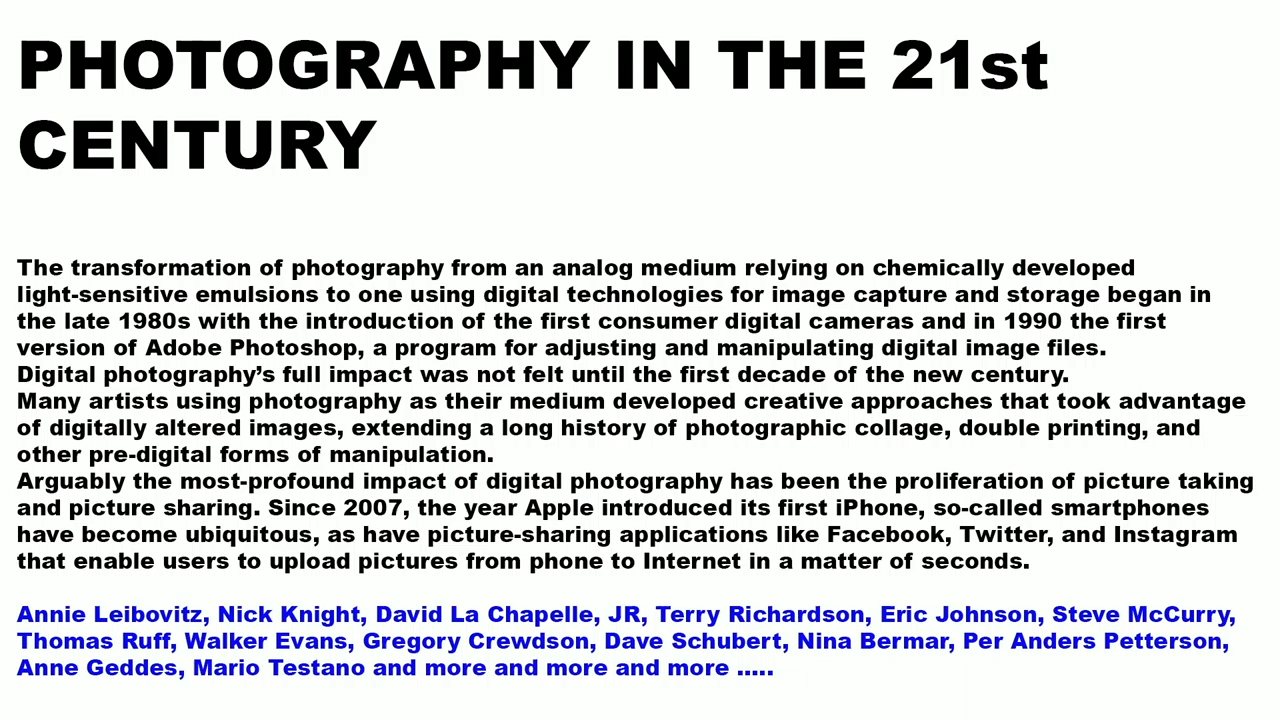 PHOTOGRAPHY IN THE 21st
CENTURY
The transformation of photography from an analog medium relying on chemically developed
light-sensitive emulsions to one using digital technologies for image capture and storage began in
the late 1980s with the introduction of the first consumer digital cameras and in 1990 the first
version of Adobe Photoshop, a program for adjusting and manipulating digital image files.
Digital photography’s full impact was not felt until the first decade of the new century.
Many artists using photography as their medium developed creative approaches that took advantage
of digitally altered images, extending a long history of photographic collage, double printing, and
other pre-digital forms of manipulation.
Arguably the most-profound impact of digital photography has been the proliferation of picture taking
and picture sharing. Since 2007, the year Apple introduced its first iPhone, so-called smartphones
have become ubiquitous, as have picture-sharing applications like Facebook, Twitter, and Instagram
that enable users to upload pictures from phone to Internet in a matter of seconds.
Annie Leibovitz, Nick Knight, David La Chapelle, JR, Terry Richardson, Eric Johnson, Steve McCurry,
Thomas Ruff, Walker Evans, Gregory Crewdson, Dave Schubert, Nina Bermar, Per Anders Petterson,
Anne Geddes, Mario Testano and more and more and more .....